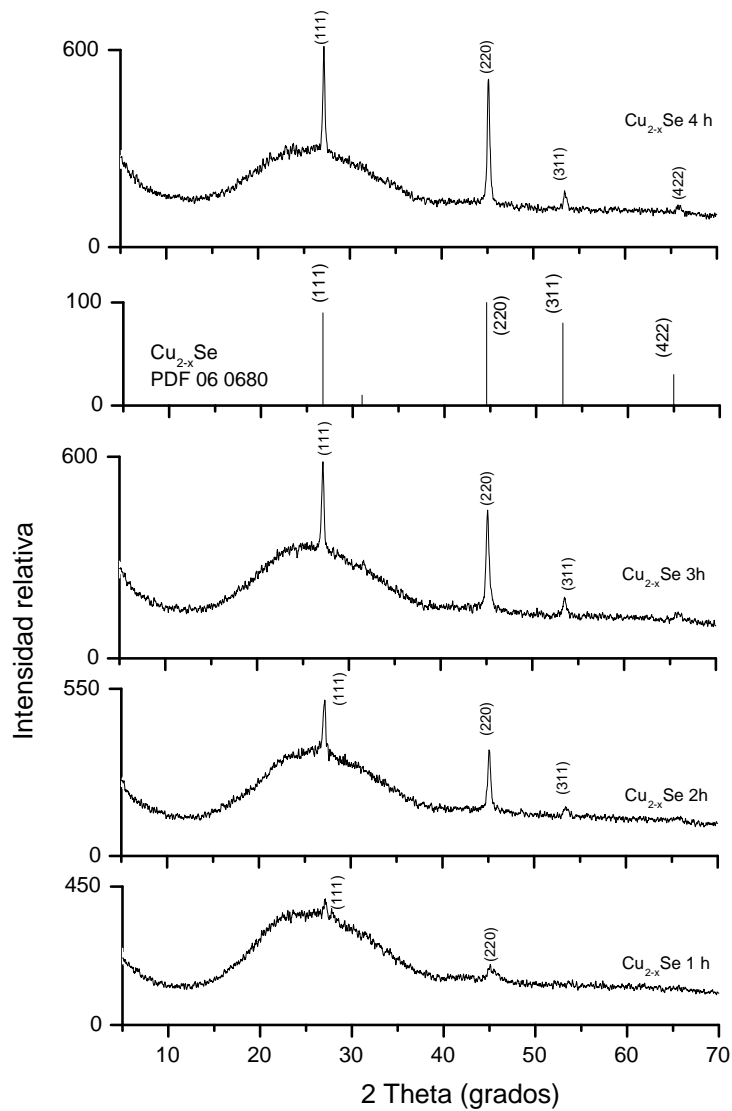 600
0
(111)
(220)
(311)
(422)
Cu2-xSe 4 h
100
0
(111)
(220)
(311)
(422)
Cu2-xSe
PDF 06 0680
600
0
(111)
(220)
(311)
Cu2-xSe 3h
550
0
(111)
(220)
(311)
Cu2-xSe 2h
450
0
(111)
(220)
Cu2-xSe 1 h
10 20 30 40 50 60 70
2 Theta (grados)
Intensidad relativa